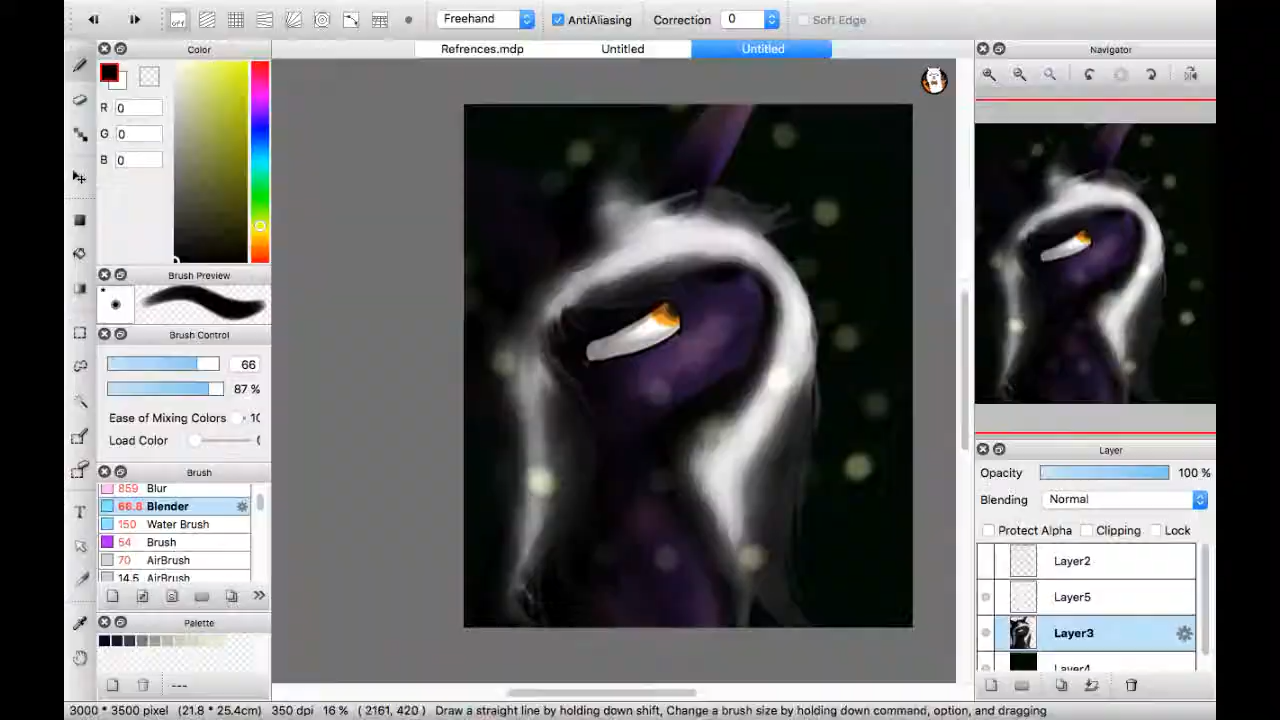 off Freehand AntiAliasing Correction 0 Soft Edge
Color Refrences.mdp Untitled Untitled Navigator
R 0
G 0
B 0
Brush Preview
Brush Control
66
87 %
Ease of Mixing Colors 10
Load Color 0
Brush
859 Blur
66.8 Blender
150 Water Brush
54 Brush
70 AirBrush
14.5 AirBrush
Palette
---
Layer
Opacity 100 %
Blending Normal
Protect Alpha Clipping Lock
Layer2
Layer5
Layer3
Layer4
3000 * 3500 pixel (21.8 * 25.4cm) 350 dpi 16 % ( 2161, 420 ) Draw a straight line by holding down shift, Change a brush size by holding down command, option, and dragging